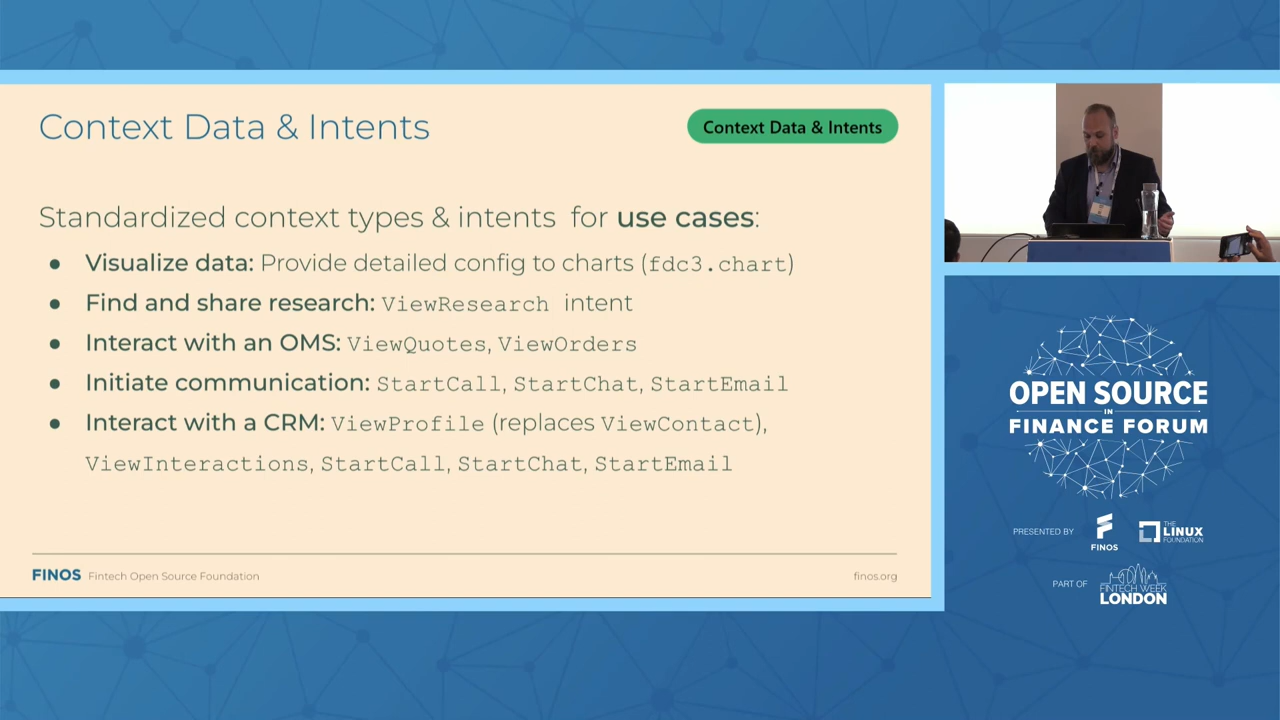 Context Data & Intents
Context Data & Intents
Standardized context types & intents for use cases:
● Visualize data: Provide detailed config to charts (fdc3.chart)
● Find and share research: ViewResearch intent
● Interact with an OMS: ViewQuotes, ViewOrders
● Initiate communication: StartCall, StartChat, StartEmail
● Interact with a CRM: ViewProfile (replaces ViewContact),
ViewInteractions, StartCall, StartChat, StartEmail
FINOS Fintech Open Source Foundation
finos.org
OPEN SOURCE
IN
FINANCE FORUM
PRESENTED BY
FINOS
THE
LINUX
FOUNDATION
PART OF
FINTECH WEEK
LONDON